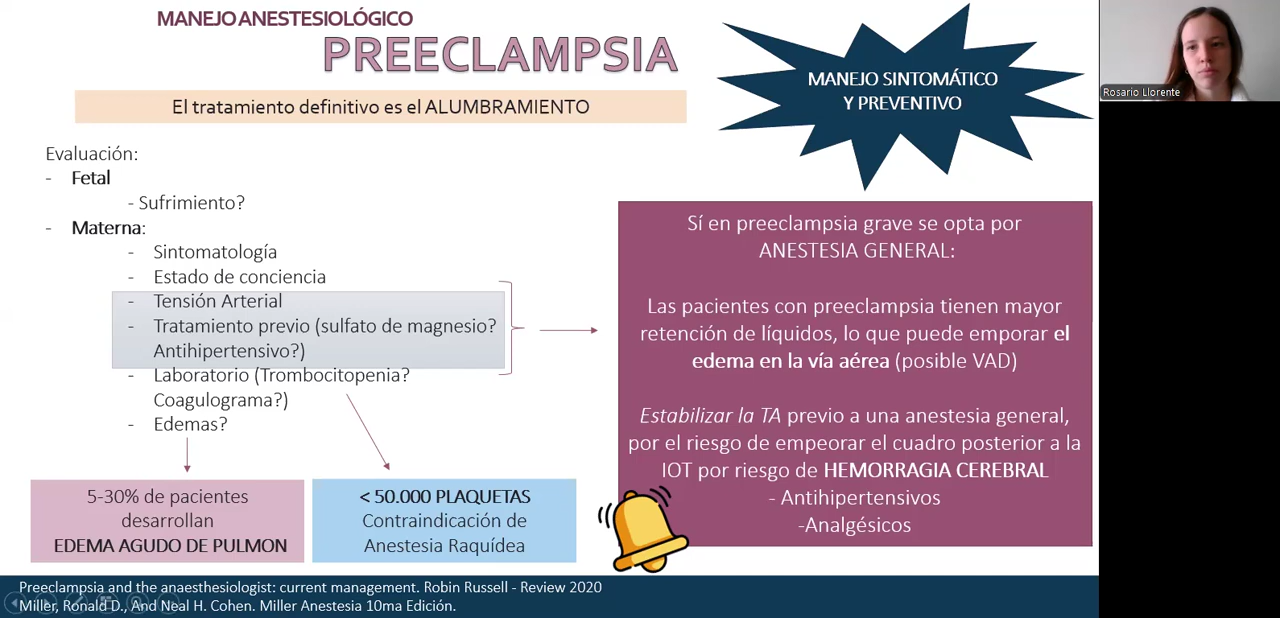 MANEJO ANESTESIOLÓGICO
PREECLAMPSIA
El tratamiento definitivo es el ALUMBRAMIENTO
MANEJO SINTOMÁTICO
Y PREVENTIVO
Rosario Llorente
Evaluación:
- Fetal
- Sufrimiento?
- Materna:
- Sintomatología
- Estado de conciencia
- Tensión Arterial
- Tratamiento previo (sulfato de magnesio?
Antihipertensivo?)
- Laboratorio (Trombocitopenia?
Coagulograma?)
- Edemas?
5-30% de pacientes
desarrollan
EDEMA AGUDO DE PULMON
< 50.000 PLAQUETAS
Contraindicación de
Anestesia Raquídea
Sí en preeclampsia grave se opta por
ANESTESIA GENERAL:
Las pacientes con preeclampsia tienen mayor
retención de líquidos, lo que puede emporar el
edema en la vía aérea (posible VAD)
Estabilizar la TA previo a una anestesia general,
por el riesgo de empeorar el cuadro posterior a la
IOT por riesgo de HEMORRAGIA CEREBRAL
- Antihipertensivos
-Analgésicos
Preeclampsia and the anaesthesiologist: current management. Robin Russell - Review 2020
Miller, Ronald D., And Neal H. Cohen. Miller Anestesia 10ma Edición.